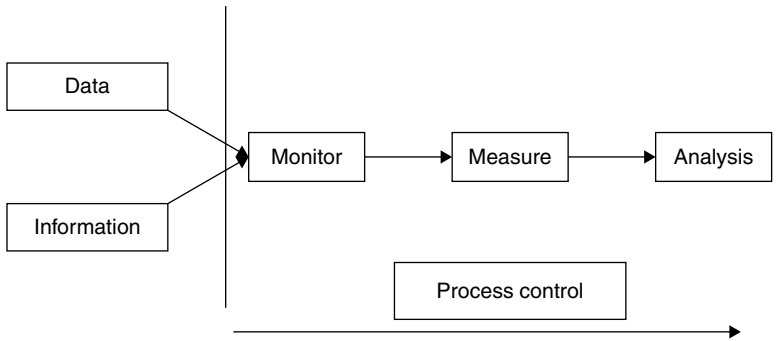 Data
Monitor
Measure
Analysis
Information
Process control